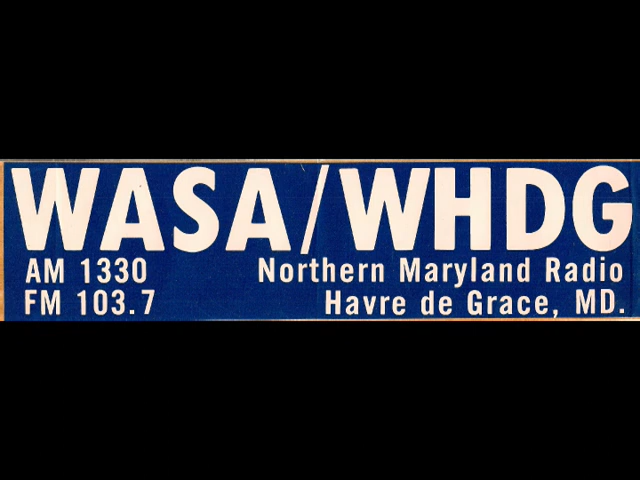 WASA/WHDG
AM 1330 Northern Maryland Radio
FM 103.7 Havre de Grace, MD.